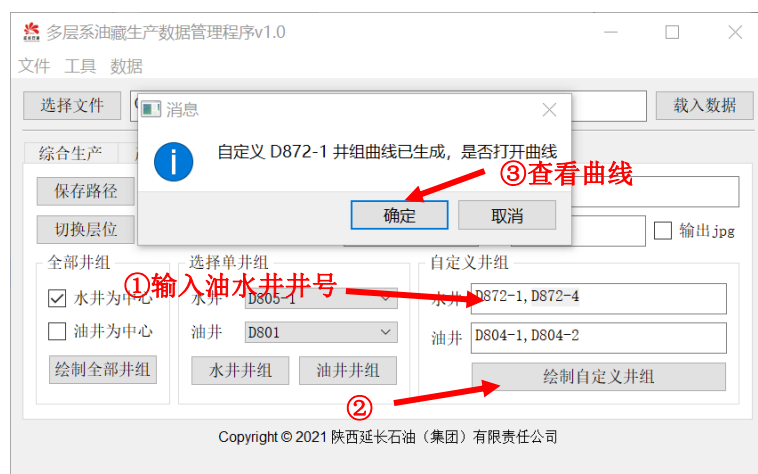 多层系油藏生产数据管理程序v1.0
文件 工具 数据
选择文件
载入数据
消息
自定义 D872-1 井组曲线已生成，是否打开曲线
③查看曲线
确定 取消
综合生产
保存路径
切换层位
输出jpg
全部井组
选择单井组
自定义井组
①输入油水井井号
水井为中心
水井 D805-1
水井 D872-1,D872-4
油井为中心
油井 D801
油井 D804-1,D804-2
绘制全部井组
水井井组
油井井组
绘制自定义井组
②
Copyright © 2021 陕西延长石油（集团）有限责任公司